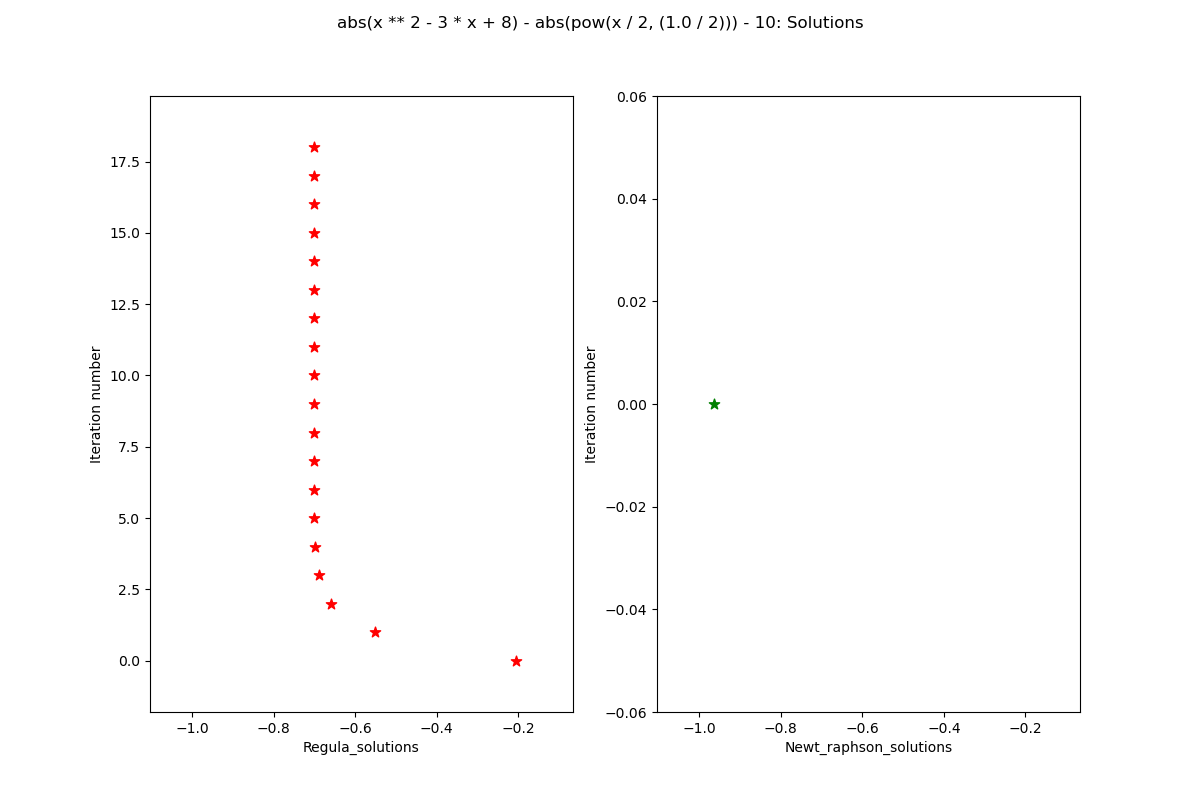 abs(x ** 2 - 3 * x + 8) - abs(pow(x / 2, (1.0 / 2))) - 10: Solutions
17.5
15.0
12.5
10.0
7.5
5.0
2.5
0.0
Iteration number
−1.0 −0.8 −0.6 −0.4 −0.2
Regula_solutions
0.06
0.04
0.02
0.00
−0.02
−0.04
−0.06
Iteration number
−1.0 −0.8 −0.6 −0.4 −0.2
Newt_raphson_solutions